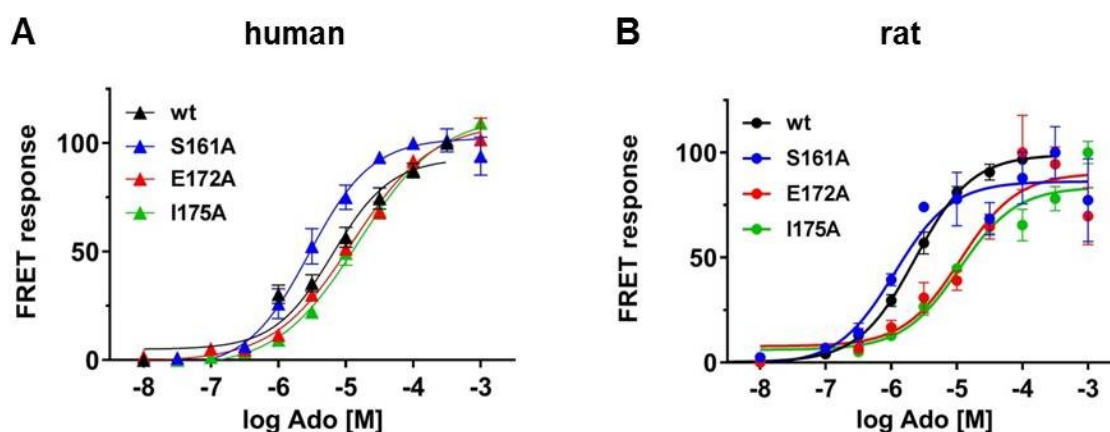 A
human
FRET response
100
50
0
wt
S161A
E172A
I175A
-8 -7 -6 -5 -4 -3
log Ado [M]
B
rat
FRET response
100
50
0
wt
S161A
E172A
I175A
-8 -7 -6 -5 -4 -3
log Ado [M]